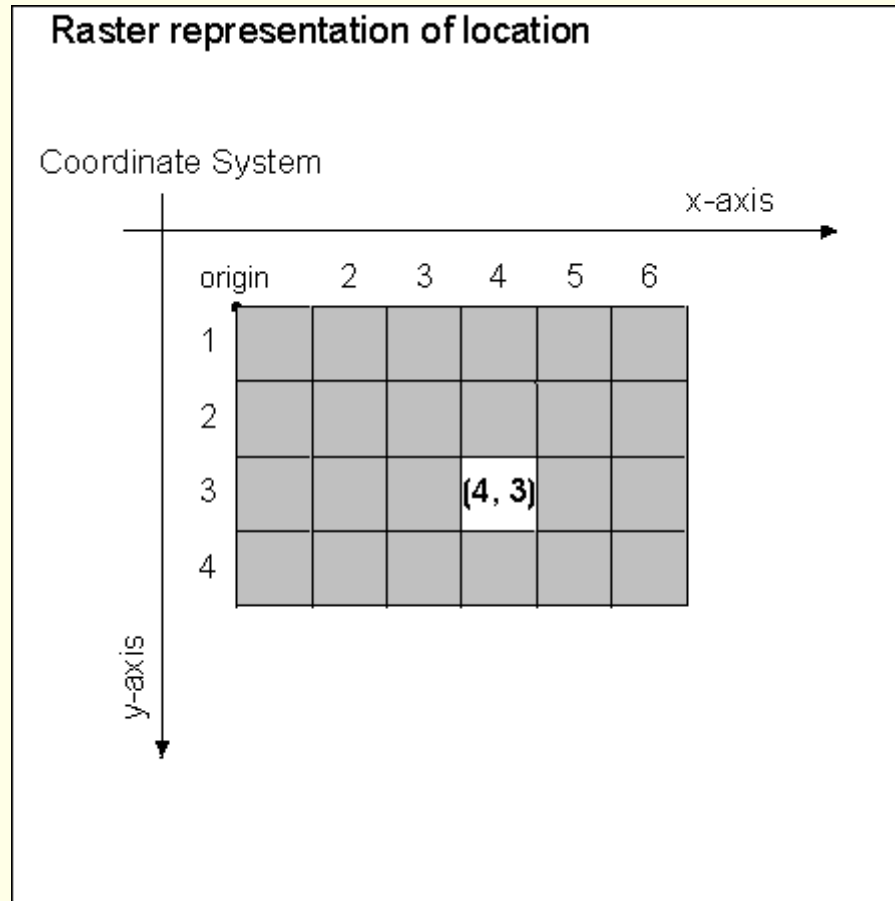 Raster representation of location
Coordinate System
x-axis
origin 2 3 4 5 6
1
2
3 (4, 3)
4
y-axis